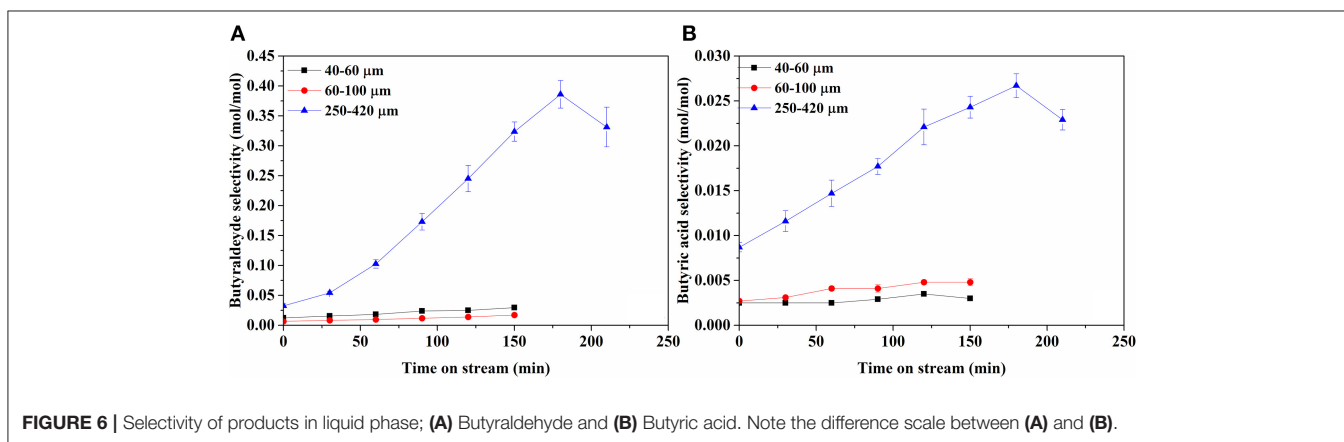 A
0.45
0.40
0.35
0.30
0.25
0.20
0.15
0.10
0.05
0.00
Butyraldeyde selectivity (mol/mol)
40-60 μm
60-100 μm
250-420 μm
0
50
100
150
200
250
Time on stream (min)
B
0.030
0.025
0.020
0.015
0.010
0.005
0.000
Butyric acid selectivity (mol/mol)
40-60 μm
60-100 μm
250-420 μm
0
50
100
150
200
250
Time on stream (min)
FIGURE 6 | Selectivity of products in liquid phase; (A) Butyraldehyde and (B) Butyric acid. Note the difference scale between (A) and (B).